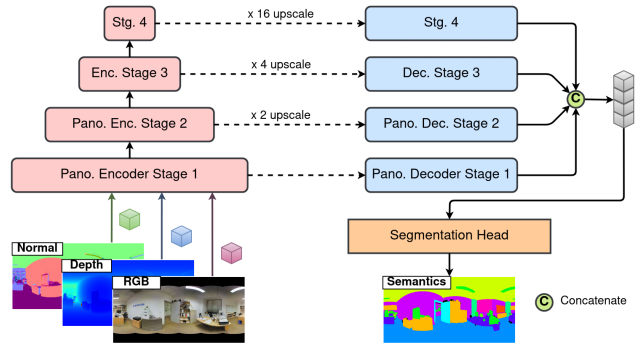 Stg. 4
x 16 upscale
Stg. 4
Enc. Stage 3
x 4 upscale
Dec. Stage 3
Pano. Enc. Stage 2
x 2 upscale
Pano. Dec. Stage 2
C
Pano. Encoder Stage 1
Pano. Decoder Stage 1
Segmentation Head
Normal
Depth
RGB
Semantics
C Concatenate